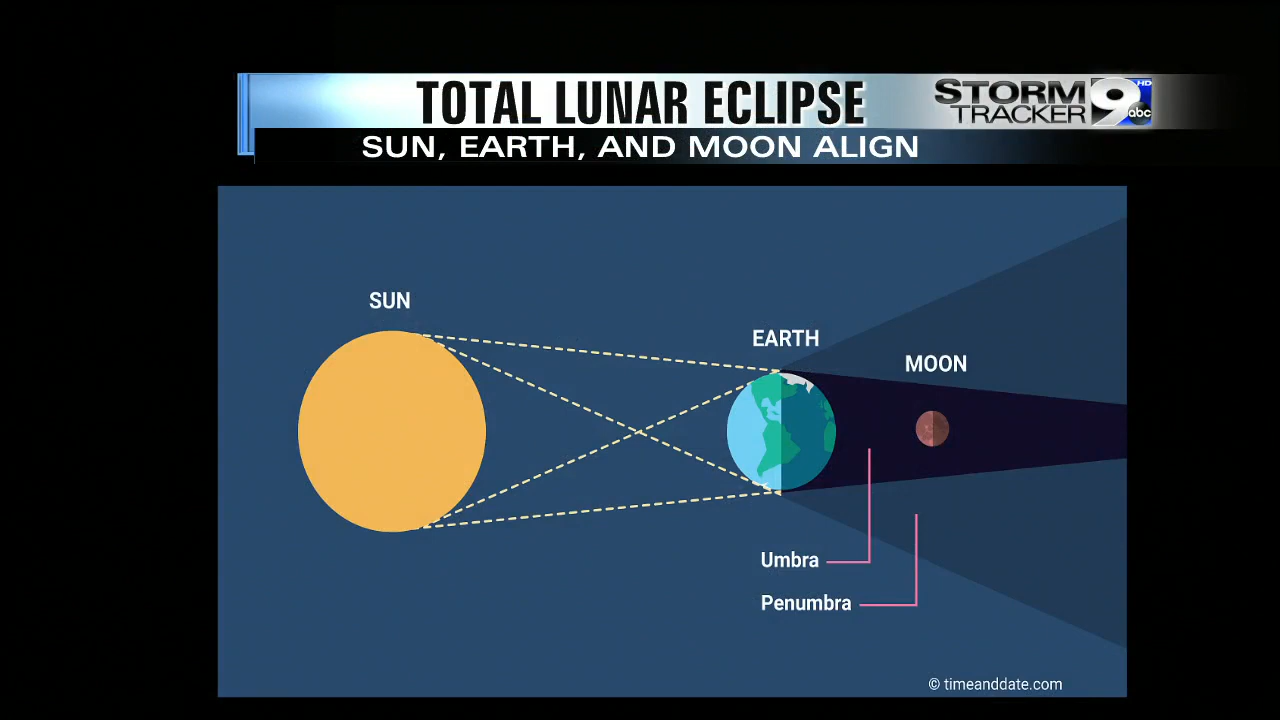 TOTAL LUNAR ECLIPSE
STORM
TRACKER 9 HD abc
SUN, EARTH, AND MOON ALIGN
SUN
EARTH
MOON
Umbra
Penumbra
© timeanddate.com